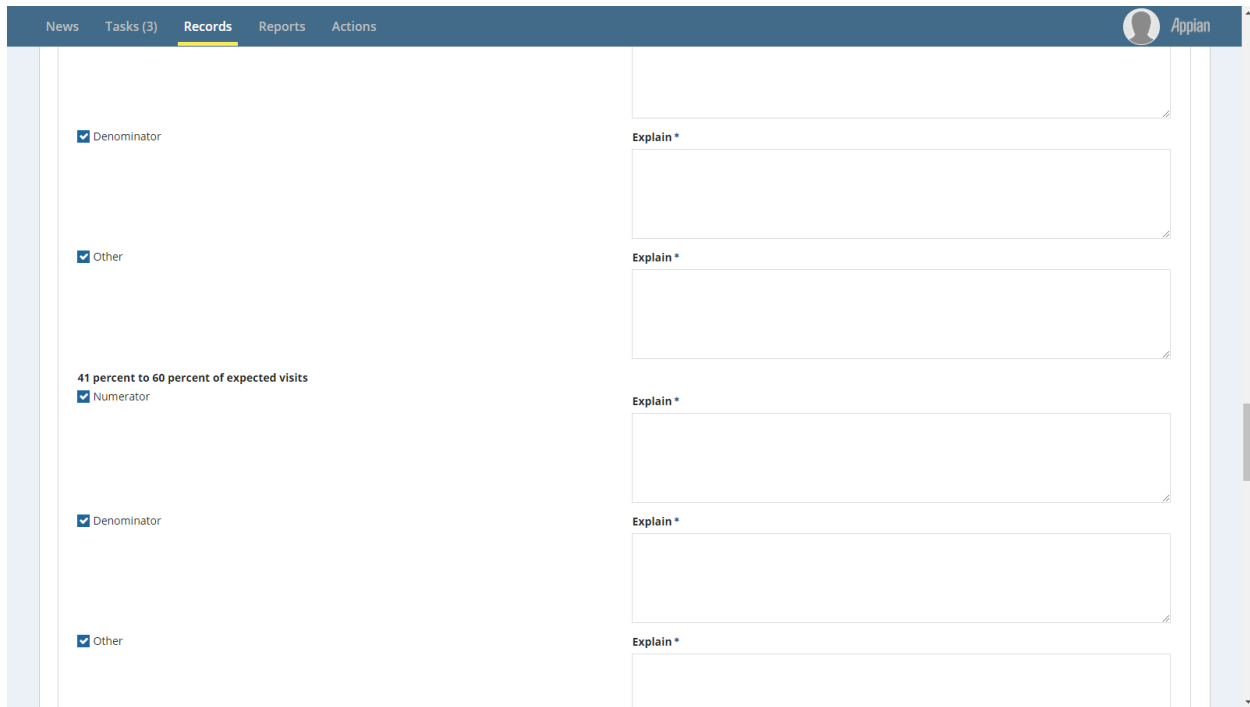 News Tasks (3) Records Reports Actions Appian
Denominator Explain *
Other Explain *
41 percent to 60 percent of expected visits
Numerator Explain *
Denominator Explain *
Other Explain *